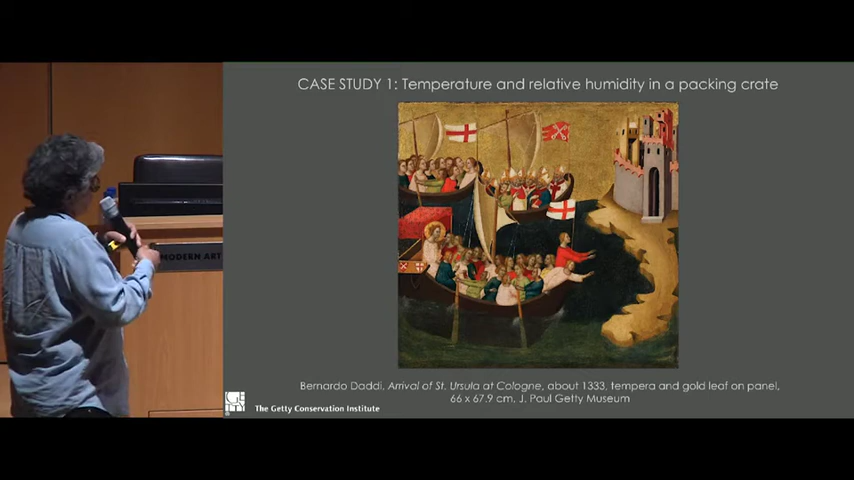 CASE STUDY 1: Temperature and relative humidity in a packing crate
MODERN ART
Bernardo Daddi, Arrival of St. Ursula at Cologne, about 1333, tempera and gold leaf on panel,
66 x 67.9 cm. J. Paul Getty Museum
The Getty Conservation Institute